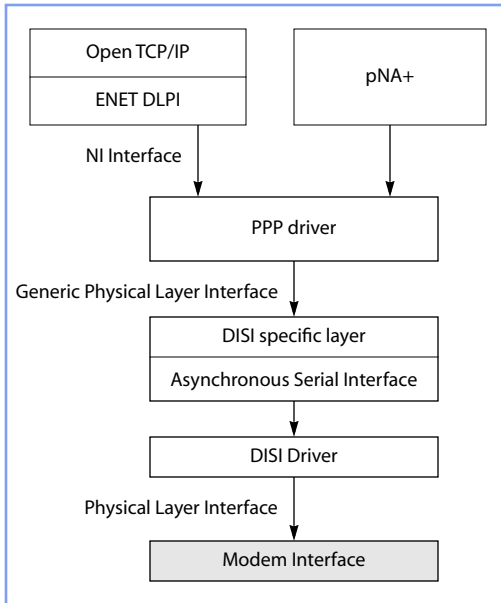 Open TCP/IP
ENET DLPI
pNA+
NI Interface
PPP driver
Generic Physical Layer Interface
DISI specific layer
Asynchronous Serial Interface
DISI Driver
Physical Layer Interface
Modem Interface